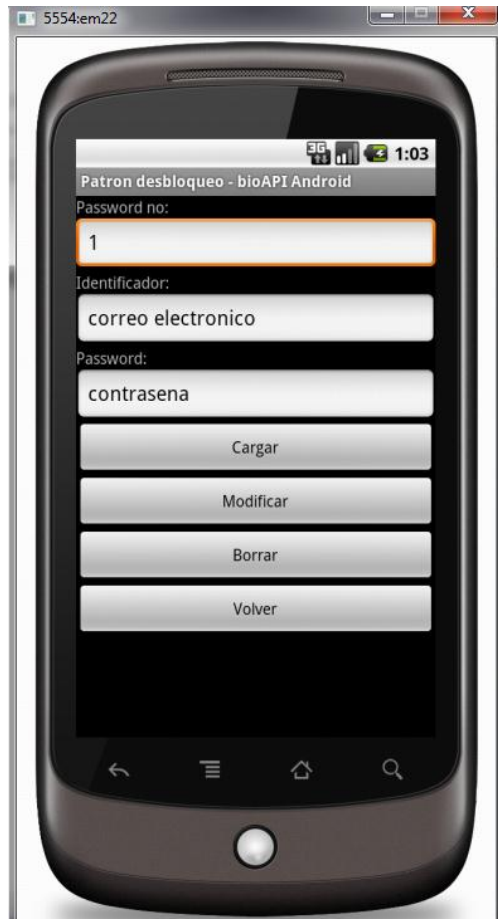 5554:em22
3G 1:03
Patron desbloqueo - bioAPI Android
Password no:
1
Identificador:
correo electronico
Password:
contrasena
Cargar
Modificar
Borrar
Volver